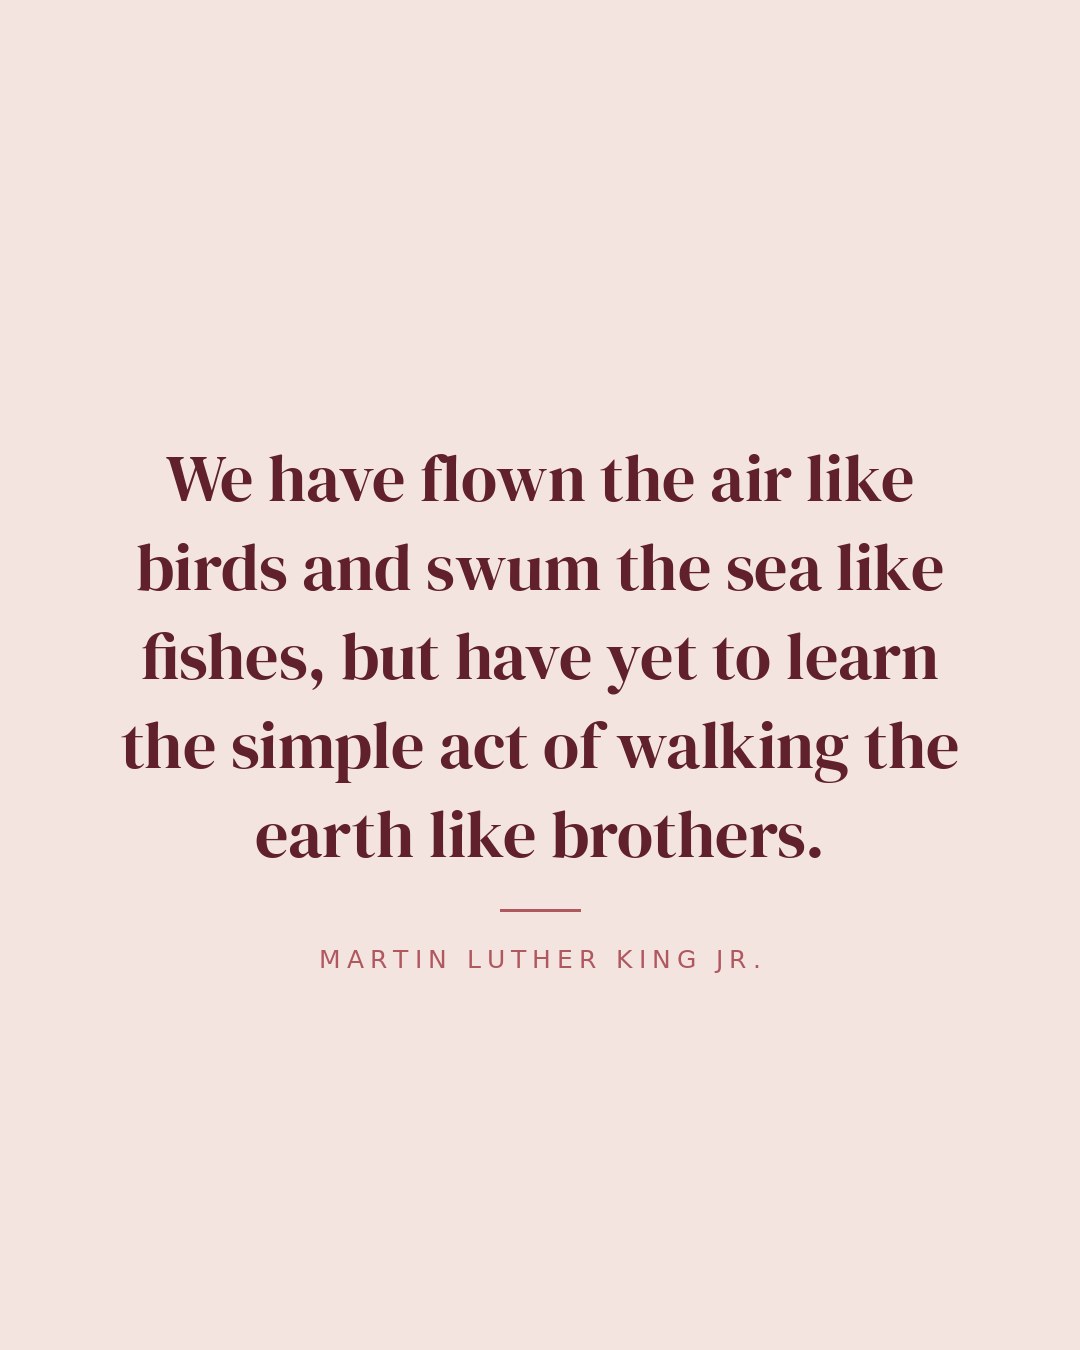 We have flown the air like
birds and swum the sea like
fishes, but have yet to learn
the simple act of walking the
earth like brothers.
MARTIN LUTHER KING JR.